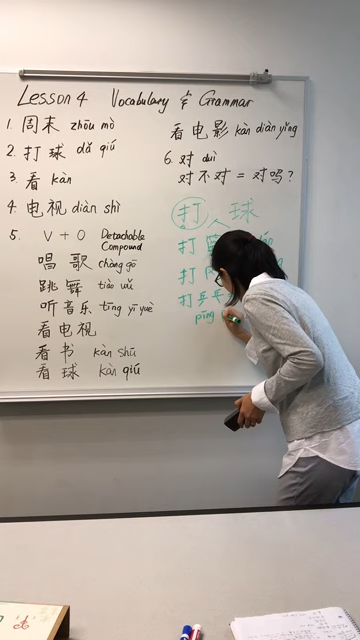 Lesson 4 Vocabulary & Grammar
1. 周末 zhōu mò
2. 打球 dǎ qiú
3. 看 kàn
4. 电视 diàn shì
5. V + O Detachable Compound
唱歌 chàng gē
跳舞 tiào wǔ
听音乐 tīng yīn yuè
看电视
看书 kàn shū
看球 kàn qiú
看电影 kàn diàn yǐng
6. 对 duì
对不对 = 对吗?
打 球
打
打
打乒乓
pīng